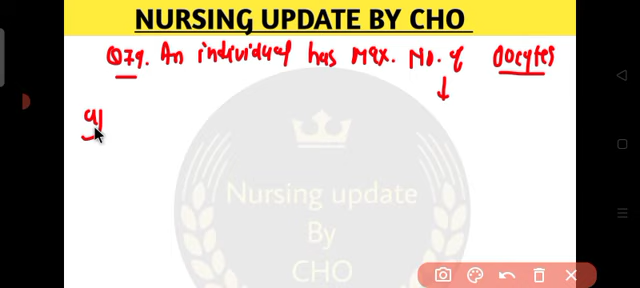 NURSING UPDATE BY CHO
Q79. An individual has Max. No. of Oocytes
a)
Nursing update
By
CHO